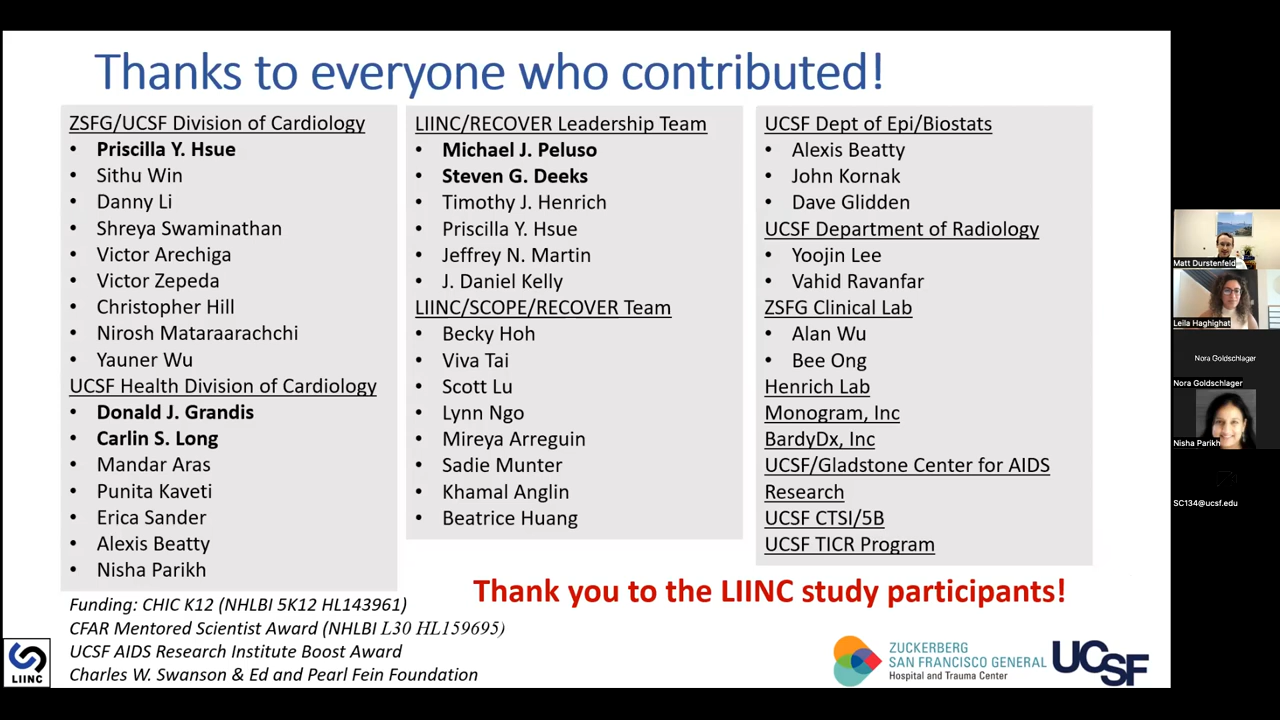 Thanks to everyone who contributed!
ZSFG/UCSF Division of Cardiology
• Priscilla Y. Hsue
• Sithu Win
• Danny Li
• Shreya Swaminathan
• Victor Arechiga
• Victor Zepeda
• Christopher Hill
• Nirosh Mataraarachchi
• Yauner Wu
UCSF Health Division of Cardiology
• Donald J. Grandis
• Carlin S. Long
• Mandar Aras
• Punita Kaveti
• Erica Sander
• Alexis Beatty
• Nisha Parikh
LIINC/RECOVER Leadership Team
• Michael J. Peluso
• Steven G. Deeks
• Timothy J. Henrich
• Priscilla Y. Hsue
• Jeffrey N. Martin
• J. Daniel Kelly
LIINC/SCOPE/RECOVER Team
• Becky Hoh
• Viva Tai
• Scott Lu
• Lynn Ngo
• Mireya Arreguin
• Sadie Munter
• Khamal Anglin
• Beatrice Huang
UCSF Dept of Epi/Biostats
• Alexis Beatty
• John Kornak
• Dave Glidden
UCSF Department of Radiology
• Yoojin Lee
• Vahid Ravanfar
ZSFG Clinical Lab
• Alan Wu
• Bee Ong
Henrich Lab
Monogram, Inc
BardyDx, Inc
UCSF/Gladstone Center for AIDS
Research
UCSF CTSI/5B
UCSF TICR Program
Thank you to the LIINC study participants!
Funding: CHIC K12 (NHLBI 5K12 HL143961)
CFAR Mentored Scientist Award (NHLBI L30 HL159695)
UCSF AIDS Research Institute Boost Award
Charles W. Swanson & Ed and Pearl Fein Foundation
LIINC
ZUCKERBERG
SAN FRANCISCO GENERAL
Hospital and Trauma Center
UCSF
Matt Durstenfeld
Leila Haghighat
Nora Goldschlager
Nora Goldschlager
Nisha Parikh
SC134@ucsf.edu